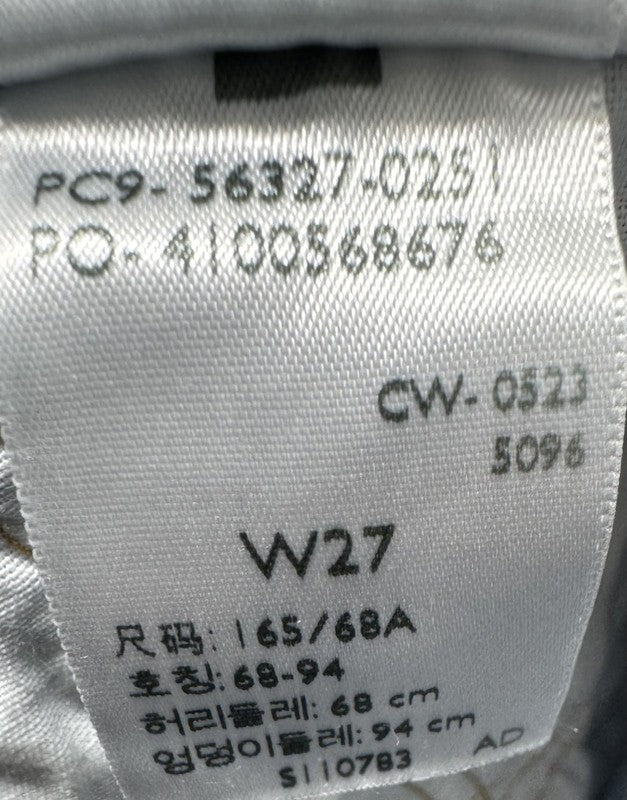 PC9- 56327-0251
PO- 4100568676
CW- 0523
5096
W27
尺码: 165/68A
호칭: 68-94
허리둘레: 68 cm
엉덩이둘레: 94 cm
S110783
AD